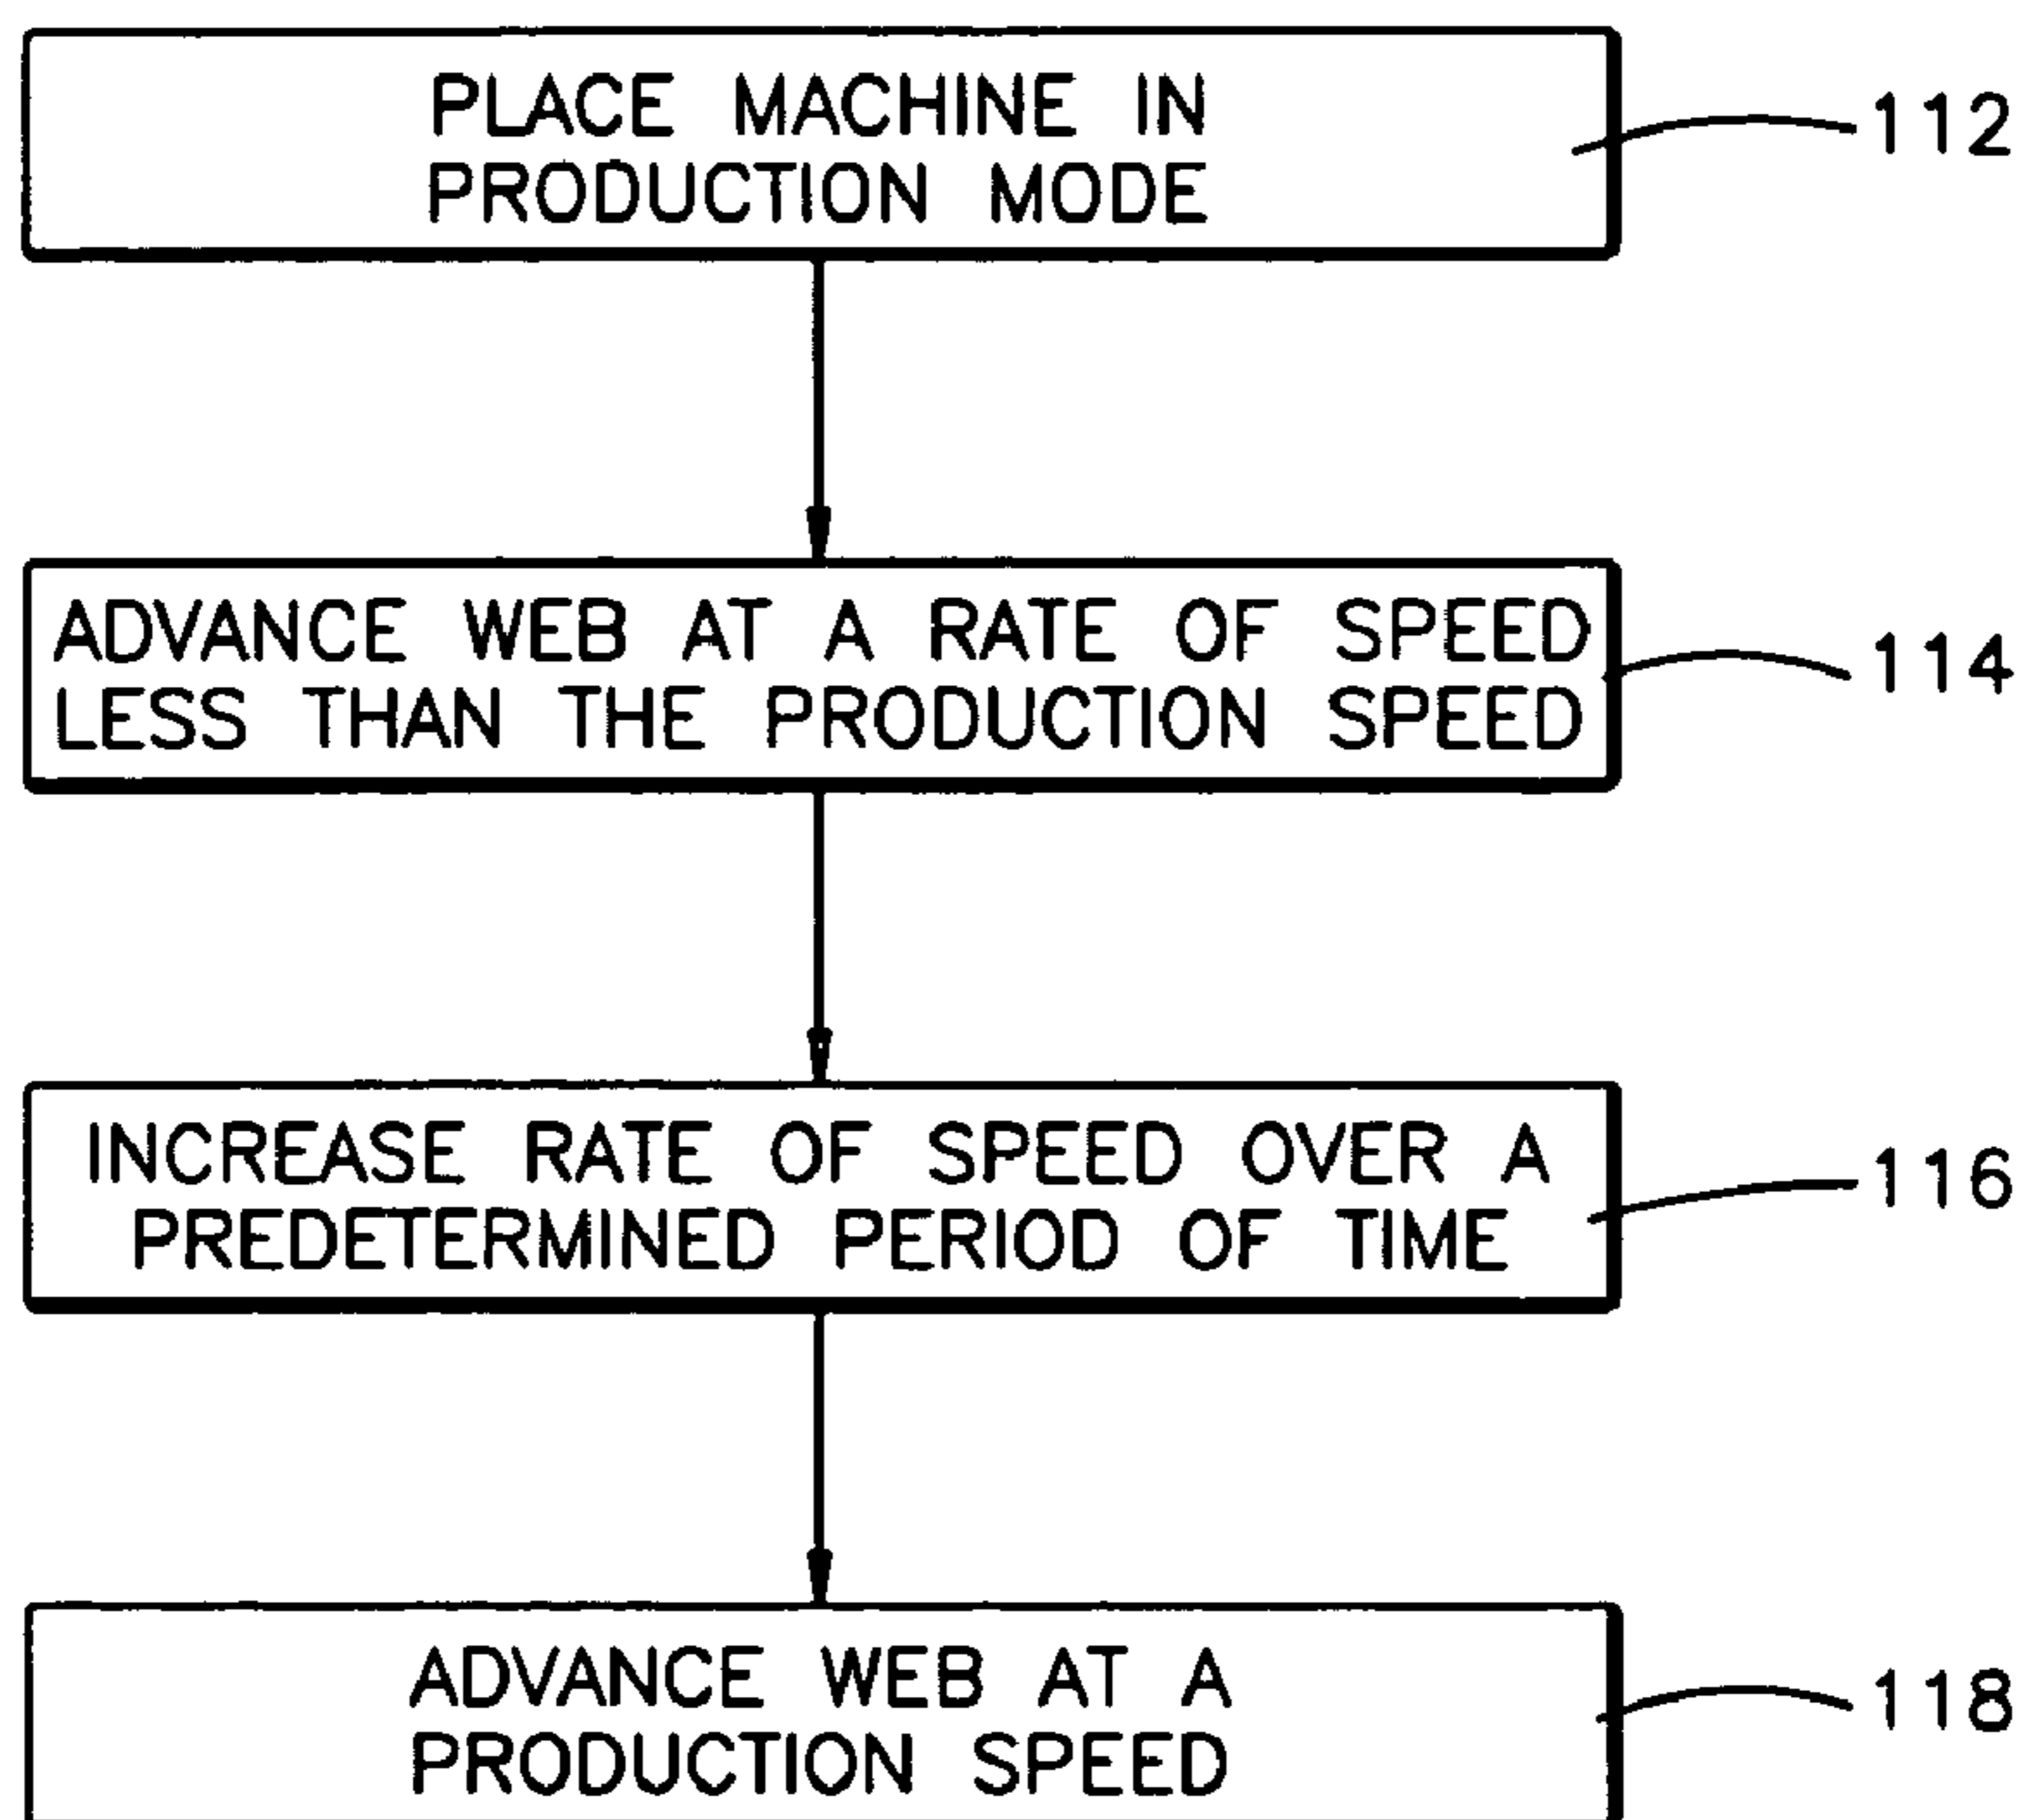 PLACE MACHINE IN
PRODUCTION MODE
112
ADVANCE WEB AT A RATE OF SPEED
LESS THAN THE PRODUCTION SPEED
114
INCREASE RATE OF SPEED OVER A
PREDETERMINED PERIOD OF TIME
116
ADVANCE WEB AT A
PRODUCTION SPEED
118